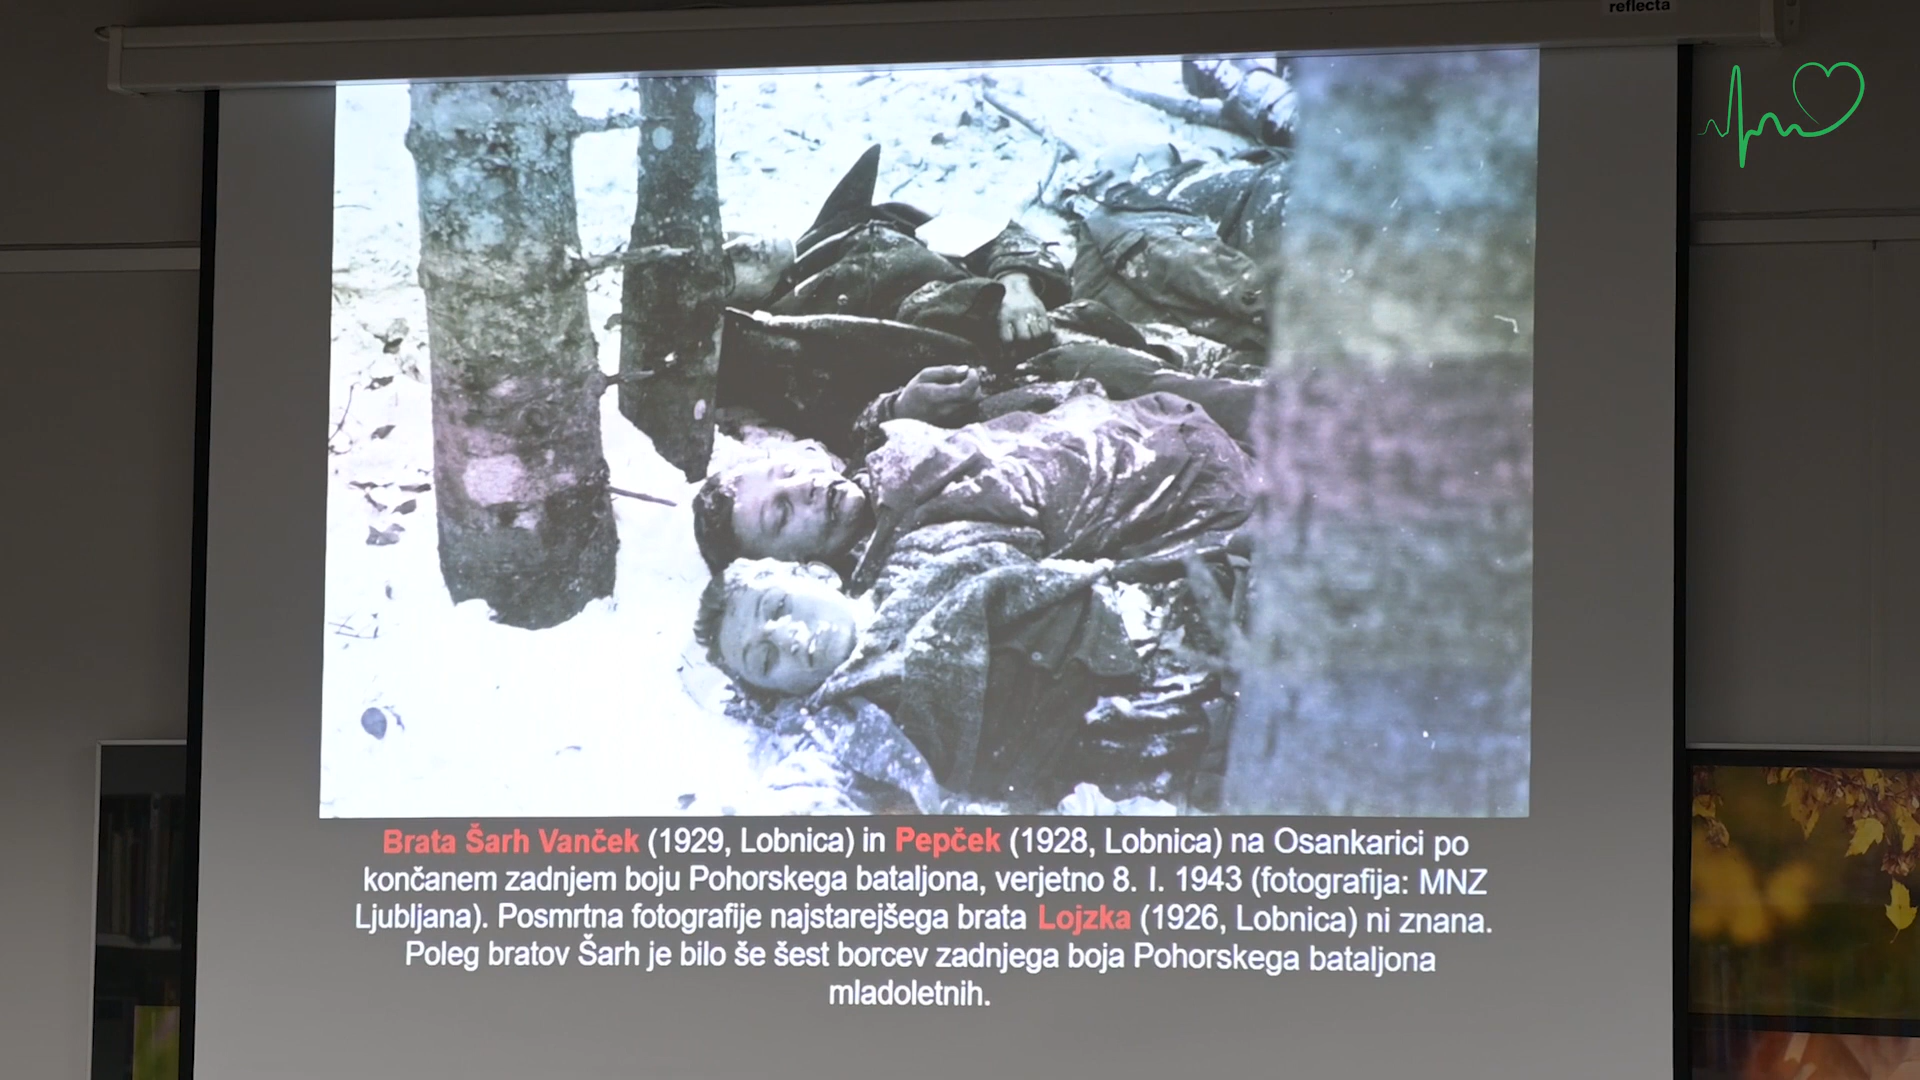 reflecta
Brata Šarh Vanček (1929, Lobnica) in Pepček (1928, Lobnica) na Osankarici po
končanem zadnjem boju Pohorskega bataljona, verjetno 8. I. 1943 (fotografija: MNZ
Ljubljana). Posmrtna fotografije najstarejšega brata Lojzka (1926, Lobnica) ni znana.
Poleg bratov Šarh je bilo še šest borcev zadnjega boja Pohorskega bataljona
mladoletnih.